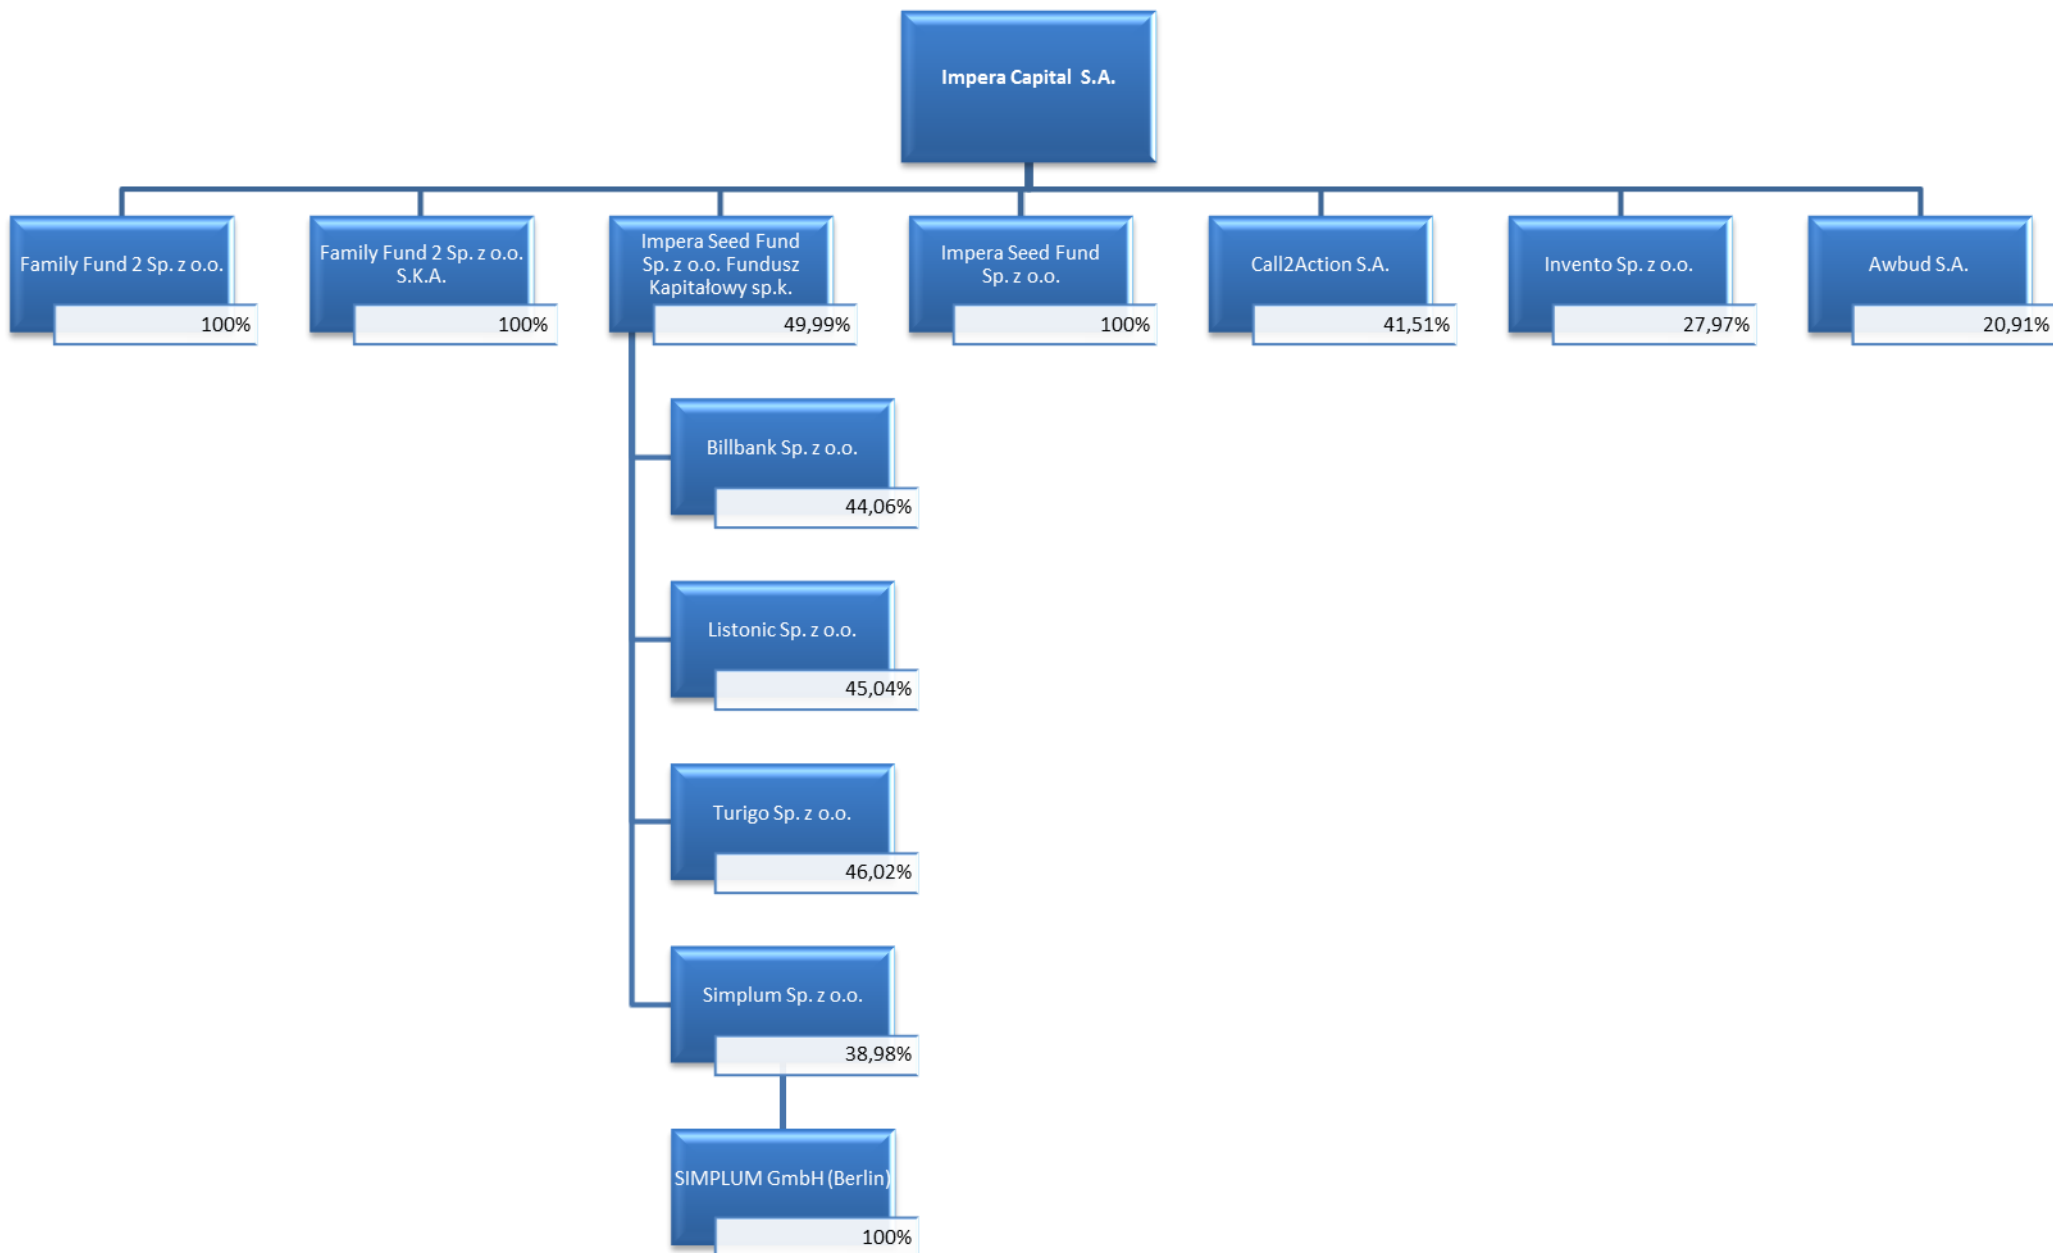 Impera Capital S.A.
Family Fund 2 Sp. z o.o.
100%
Family Fund 2 Sp. z o.o.
S.K.A.
100%
Impera Seed Fund
Sp. z o.o. Fundusz
Kapitałowy sp.k.
49,99%
Impera Seed Fund
Sp. z o.o.
100%
Call2Action S.A.
41,51%
Invento Sp. z o.o.
27,97%
Awbud S.A.
20,91%
Billbank Sp. z o.o.
44,06%
Listonic Sp. z o.o.
45,04%
Turigo Sp. z o.o.
46,02%
Simplum Sp. z o.o.
38,98%
SIMPLUM GmbH (Berlin)
100%